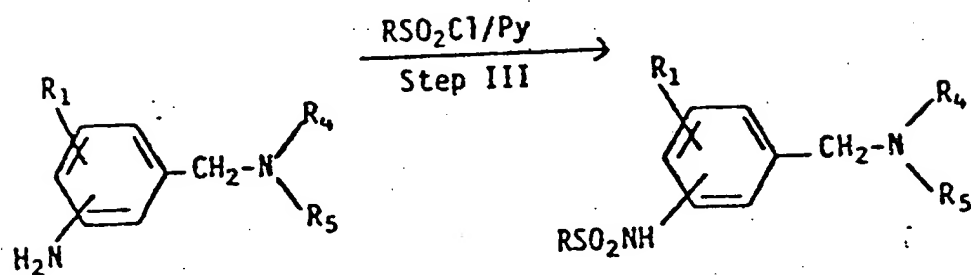 RSO₂Cl/Py
Step III
R₁
R₄
CH₂-N
R₅
H₂N
R₁
R₄
CH₂-N
R₅
RSO₂NH